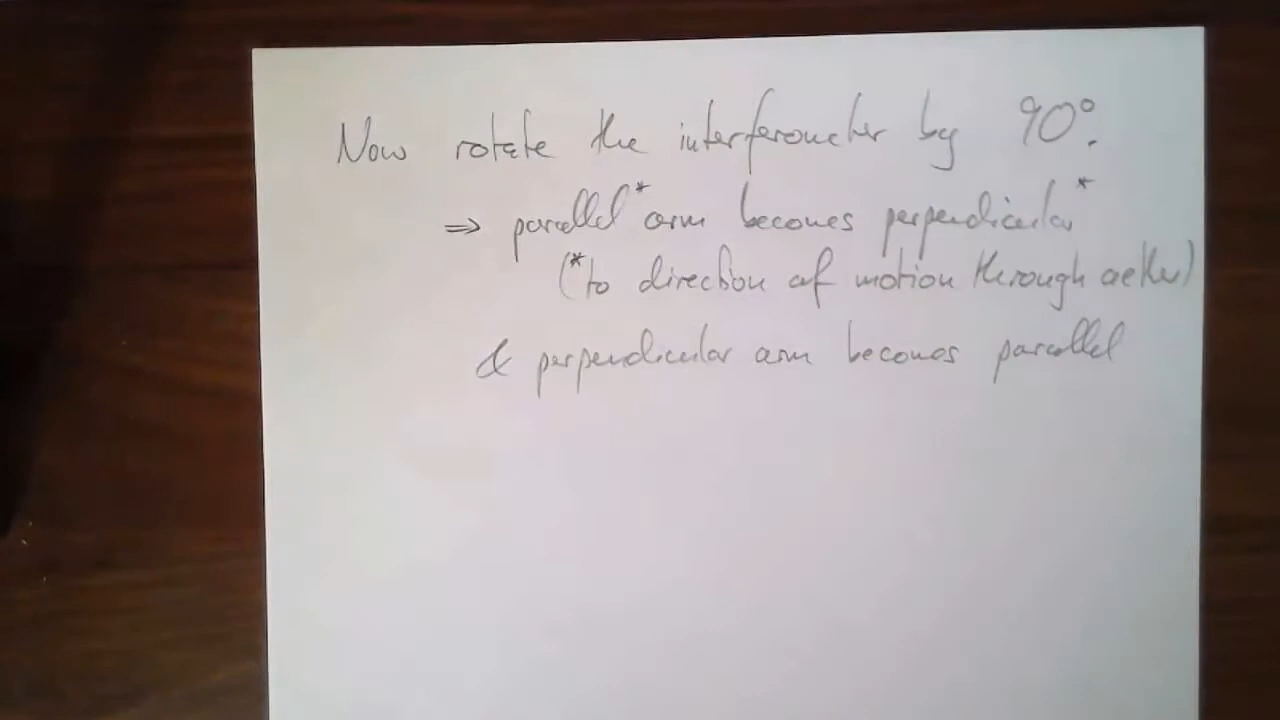 Now rotate the interferometer by 90°.
⇒ parallel* arm becomes perpendicular*
(*to direction of motion through aether)
& perpendicular arm becomes parallel